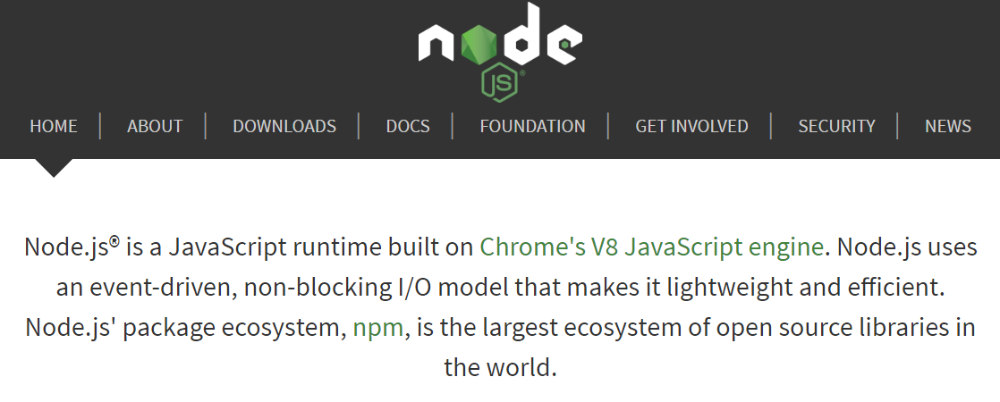 node
JS®
HOME | ABOUT | DOWNLOADS | DOCS | FOUNDATION | GET INVOLVED | SECURITY | NEWS
Node.js® is a JavaScript runtime built on Chrome's V8 JavaScript engine. Node.js uses
an event-driven, non-blocking I/O model that makes it lightweight and efficient.
Node.js' package ecosystem, npm, is the largest ecosystem of open source libraries in
the world.